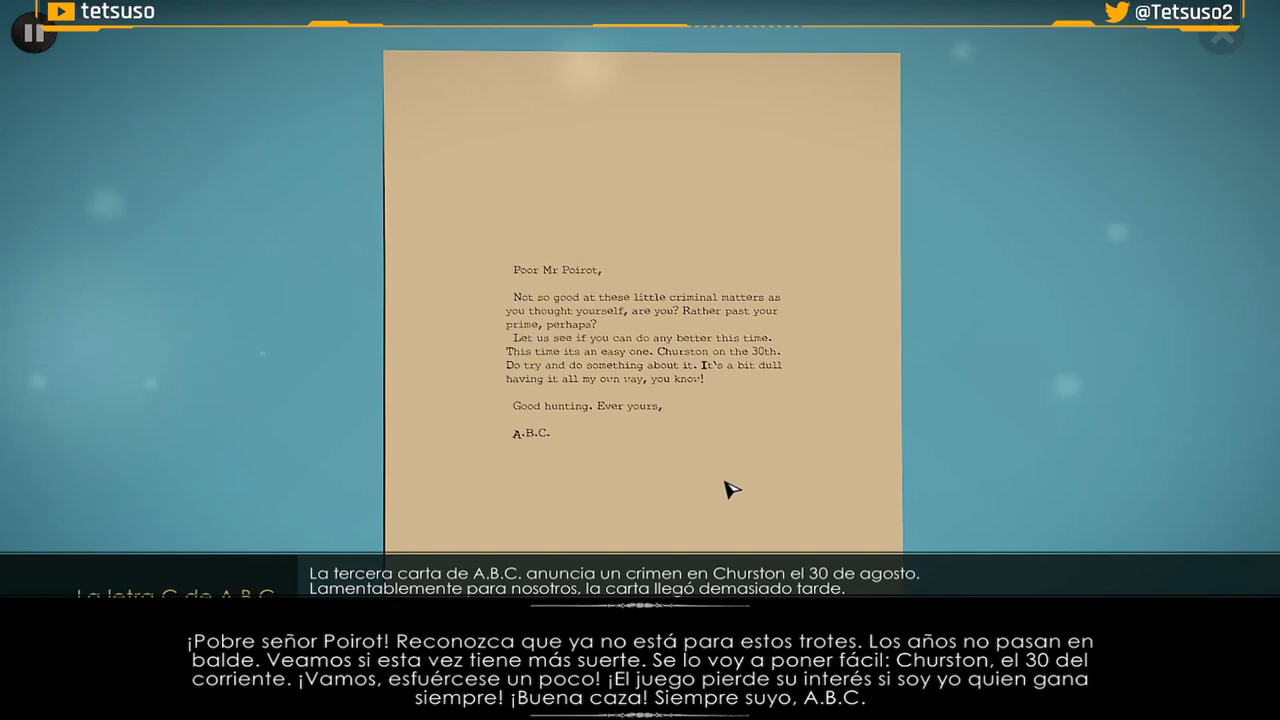 tetsuso
@Tetsuso2
Poor Mr Poirot,
Not so good at these little criminal matters as
you thought yourself, are you? Rather past your
prime, perhaps?
Let us see if you can do any better this time.
This time its an easy one. Churston on the 30th.
Do try and do something about it. It's a bit dull
having it all my own way, you know!
Good hunting. Ever yours,
A.B.C.
La letra C de A.B.C.
La tercera carta de A.B.C. anuncia un crimen en Churston el 30 de agosto.
Lamentablemente para nosotros, la carta llegó demasiado tarde.
¡Pobre señor Poirot! Reconozca que ya no está para estos trotes. Los años no pasan en
balde. Veamos si esta vez tiene más suerte. Se lo voy a poner fácil: Churston, el 30 del
corriente. ¡Vamos, esfuércese un poco! ¡El juego pierde su interés si soy yo quien gana
siempre! ¡Buena caza! Siempre suyo, A.B.C.